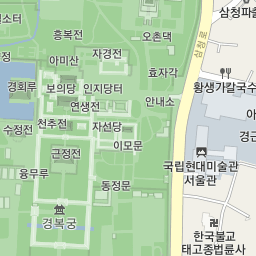 삼청파출
일소터
오촌댁
흥복전
삼청로
자경전
아미산
효자각
경회루
보의당
인지당터
황생가칼국수
안내소
연생전
천추전
자선당
수정전
이모문
경근
근정전
국립현대미술관
서울관
융무루
동정문
경복궁
한국불교
태고종법륜사